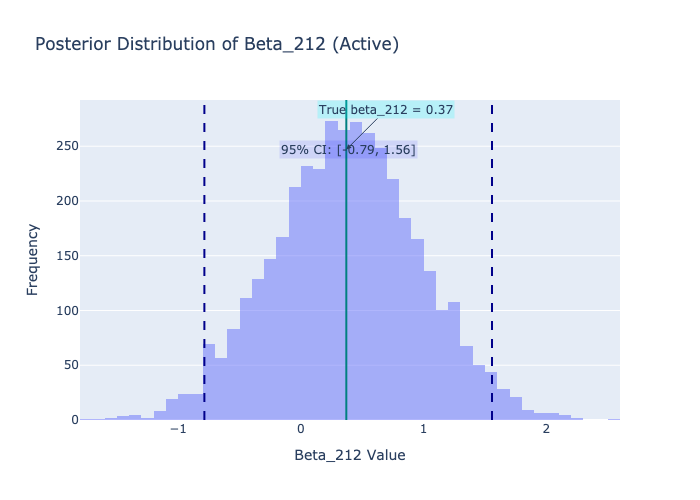 Posterior Distribution of Beta_212 (Active)
True beta_212 = 0.37
95% CI: [-0.79, 1.56]
250
200
150
100
50
0
Frequency
−1
0
1
2
Beta_212 Value